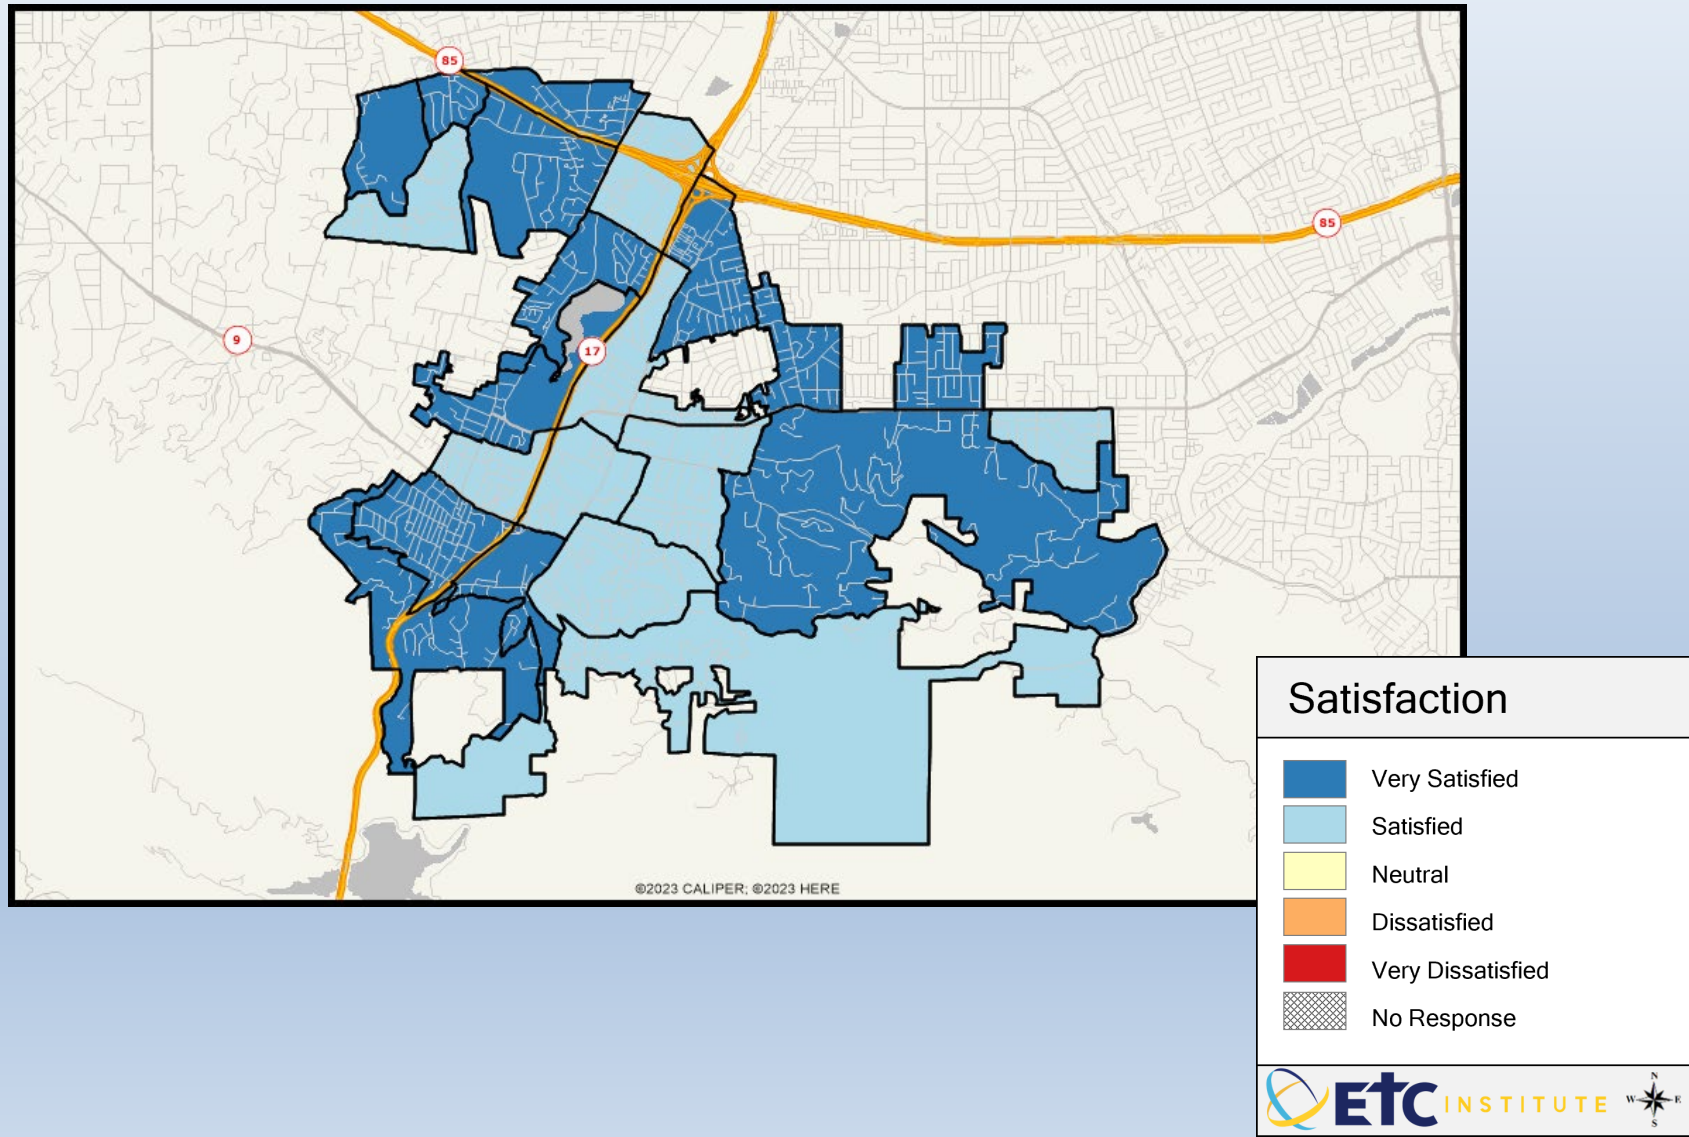 85
85
9
17
©2023 CALIPER; ©2023 HERE
Satisfaction
Very Satisfied
Satisfied
Neutral
Dissatisfied
Very Dissatisfied
No Response
ETC INSTITUTE
N
W E
S